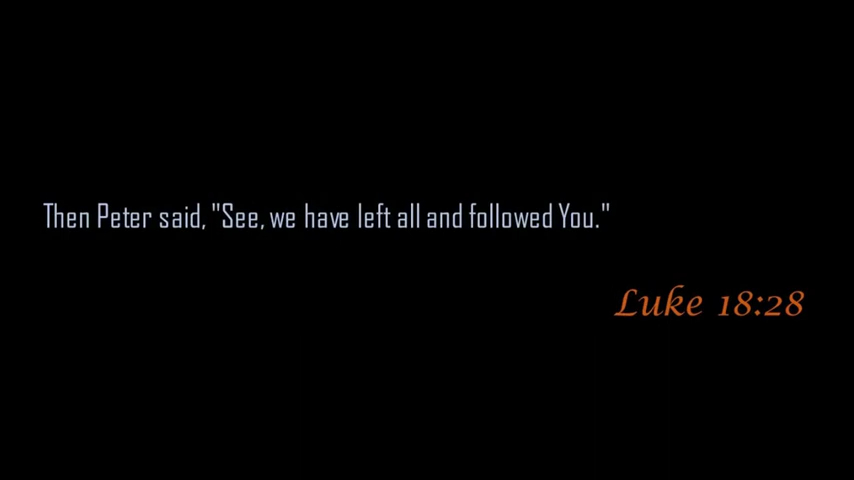 Then Peter said, "See, we have left all and followed You."
Luke 18:28